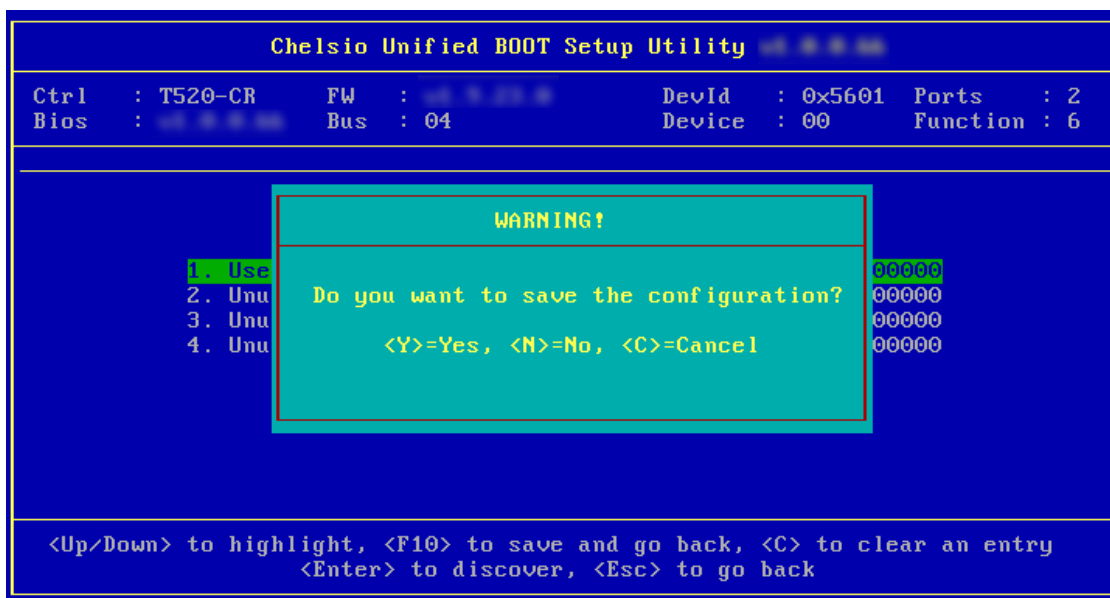 Chelsio Unified BOOT Setup Utility
Ctrl : T520-CR FW : DevId : 0x5601 Ports : 2
Bios : Bus : 04 Device : 00 Function : 6
WARNING!
1. Use 00000
Do you want to save the configuration?
2. Unu 00000
3. Unu 00000
<Y>=Yes, <N>=No, <C>=Cancel
4. Unu 00000
<Up/Down> to highlight, <F10> to save and go back, <C> to clear an entry
<Enter> to discover, <Esc> to go back